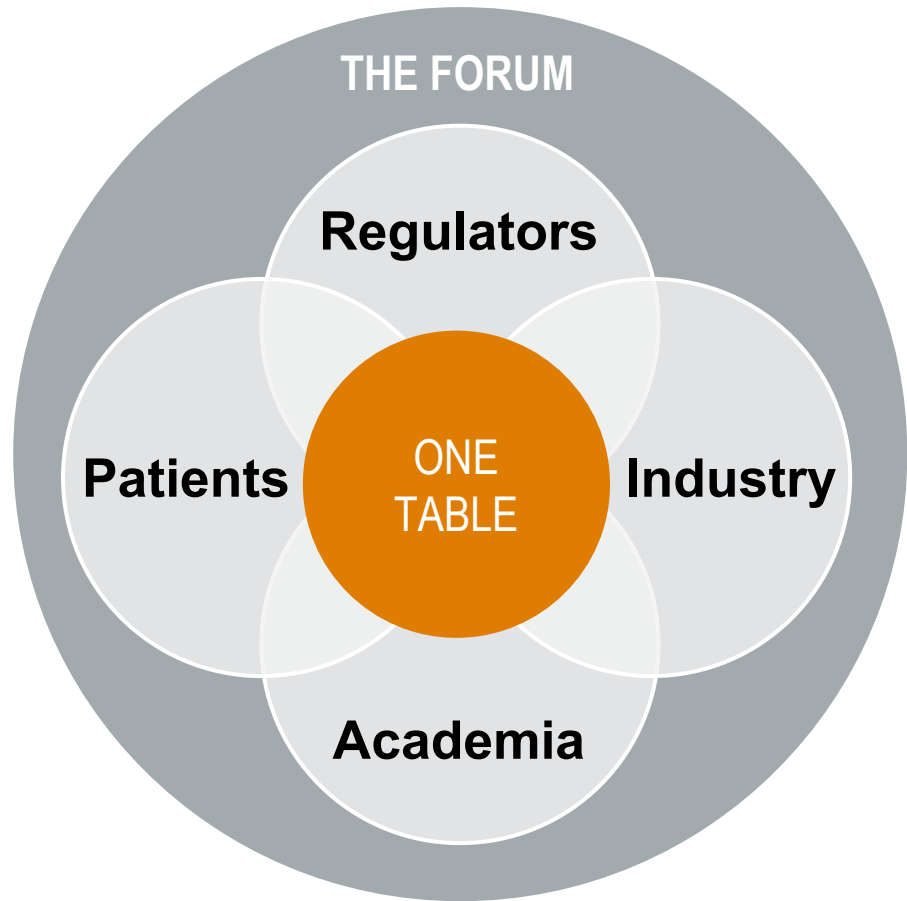 THE FORUM
Regulators
Patients
ONE
TABLE
Industry
Academia